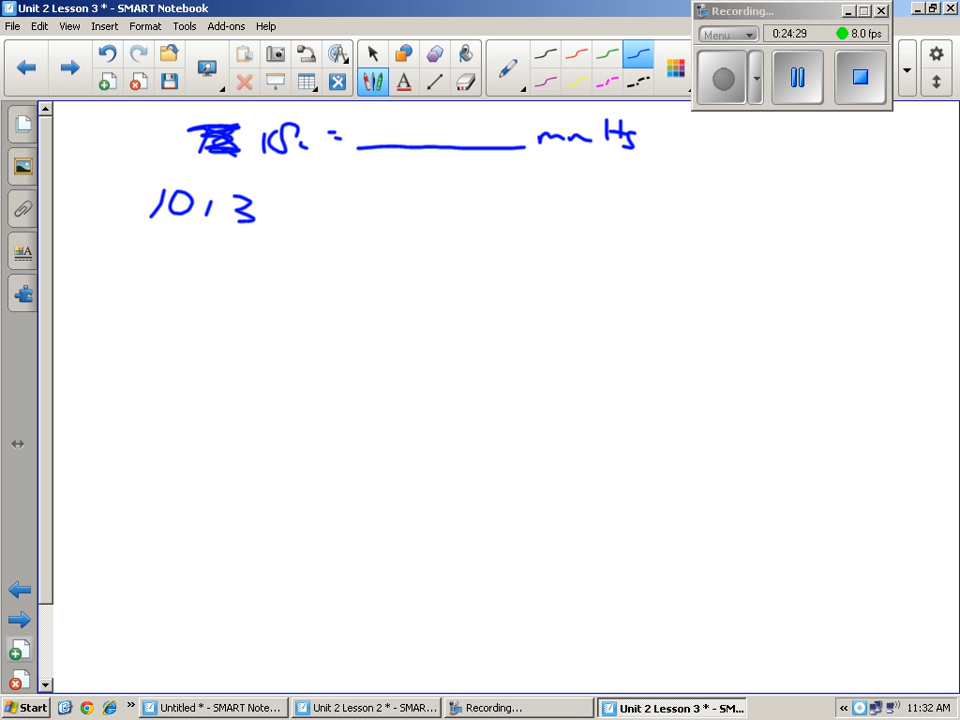 Unit 2 Lesson 3 * - SMART Notebook
Recording...
File Edit View Insert Format Tools Add-ons Help
Menu
0:24:29
8.0 fps
= mm Hg
101 3
Start
»
Untitled * - SMART Note...
Unit 2 Lesson 2 * - SMAR...
Recording...
Unit 2 Lesson 3 * - SM...
«
11:32 AM